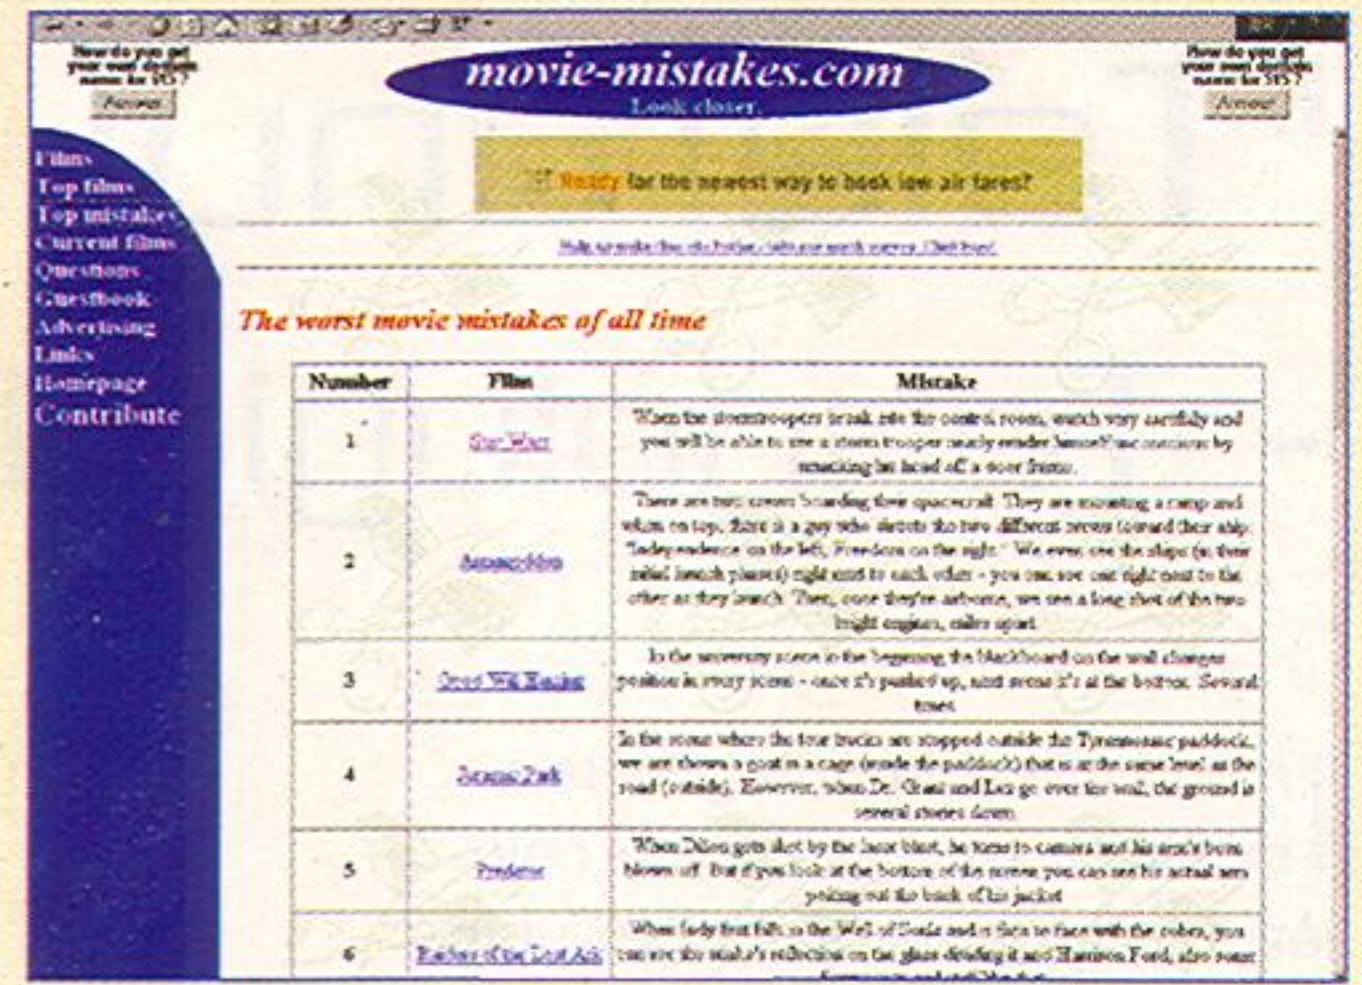 How do you get
your own domain
name for $15 ?
Answer
movie-mistakes.com
Look closer.
How do you get
your own domain
name for $15 ?
Answer
Films
Top films
Top mistakes
Current films
Questions
Guestbook
Advertising
Links
Homepage
Contribute
Ready for the newest way to book low air fares?
The worst movie mistakes of all time
Number Film Mistake
1 Star Wars When the stormtroopers break into the control room, watch very carefully and
you will be able to see a storm trooper nearly render himself unconscious by
smacking his head off a door frame.
2 Armageddon There are two crews boarding their spacecraft. They are mounting a ramp and
when on top, there is a guy who directs the two different crews toward their ship.
"Independence on the left, Freedom on the right." We even see the ships (in their
initial launch phases) right next to each other - you can see one right next to the
other as they launch. Then, once they're airborne, we see a long shot of the two
bright engines, miles apart.
3 Good Will Hunting In the university scene in the beginning the blackboard on the wall changes
position in every scene - once it's pushed up, next scene it's at the bottom. Several
times.
4 Jurassic Park In the scene where the four trucks are stopped outside the Tyrannosaur paddock,
we are shown a goat in a cage (inside the paddock) that is at the same level as the
road (outside). However, when Dr. Grant and Lex go over the wall, the ground is
several stories down.
5 Predator When Dillon gets shot by the laser blast, he turns to camera and his arm's been
blown off. But if you look at the bottom of the screen you can see his actual arm
poking out the back of his jacket
6 Raiders of the Lost Ark When Indy first falls in the Well of Souls and is face to face with the cobra, you
can see the snake's reflection on the glass dividing it and Harrison Ford, also some